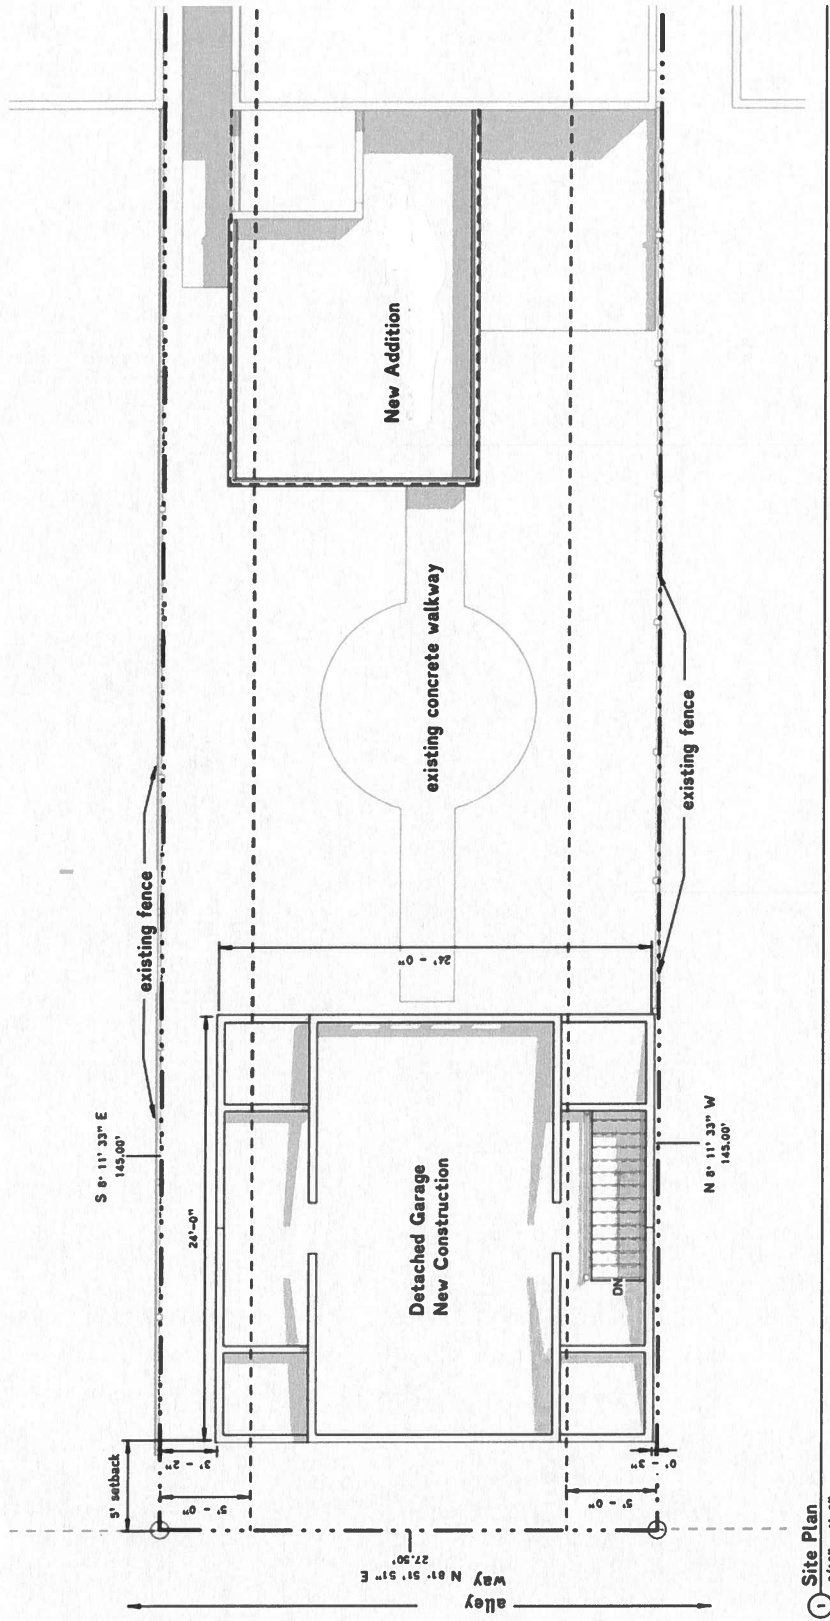 New Addition
existing concrete walkway
existing fence
existing fence
24' - 0"
S 8° 11' 33" E
145.00'
N 8° 11' 33" W
145.00'
24'-0"
Detached Garage
New Construction
DN
5' setback
3' - 2"
5' - 0"
0' - 3"
5' - 0"
27.50'
way N 81° 51' 51" E
alley
1
Site Plan